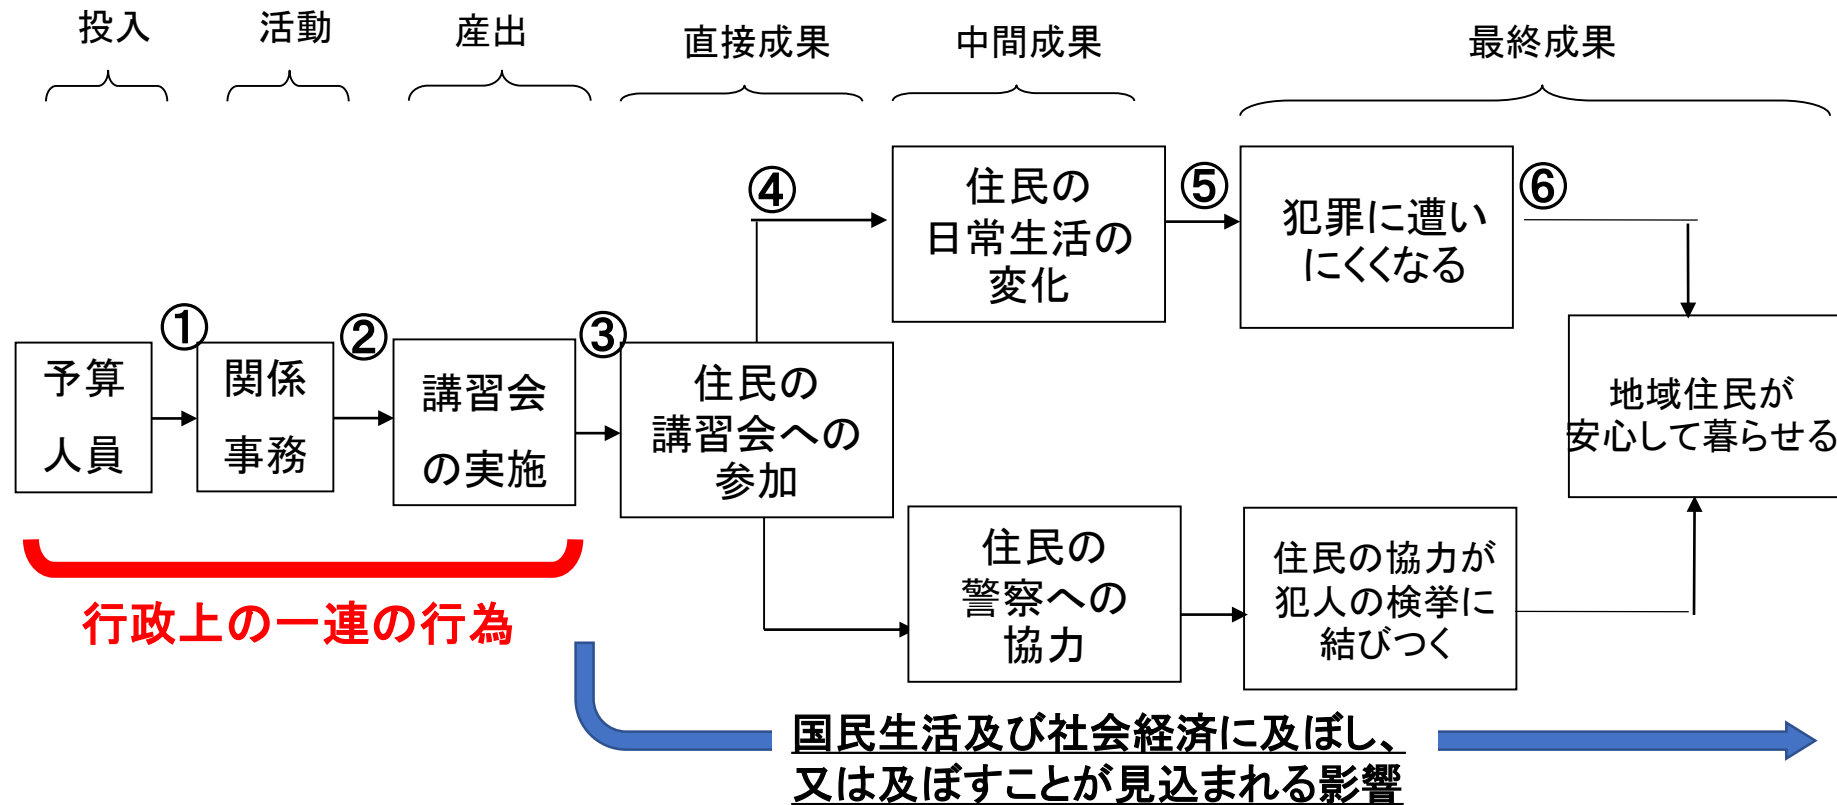 投入
活動
産出
直接成果
中間成果
最終成果
①
②
③
④
⑤
⑥
予算
人員
関係
事務
講習会
の実施
住民の
講習会への
参加
住民の
日常生活の
変化
犯罪に遭い
にくくなる
地域住民が
安心して暮らせる
住民の
警察への
協力
住民の協力が
犯人の検挙に
結びつく
行政上の一連の行為
国民生活及び社会経済に及ぼし、
又は及ぼすことが見込まれる影響